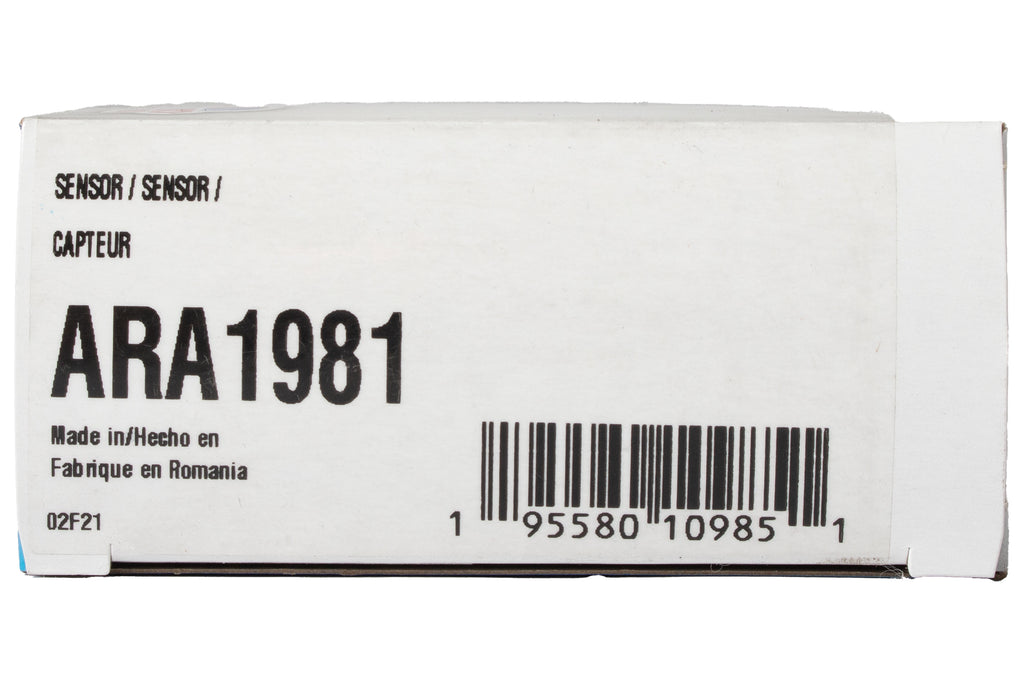 SENSOR / SENSOR /
CAPTEUR
ARA1981
Made in/Hecho en
Fabrique en Romania
02F21
1 95580 10985 1